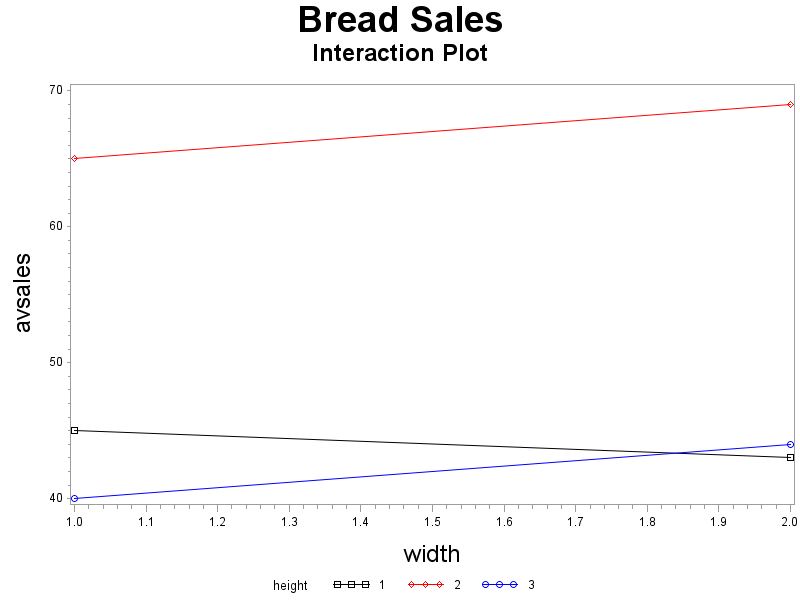 Bread Sales
Interaction Plot
70
60
50
40
avsales
1.0 1.1 1.2 1.3 1.4 1.5 1.6 1.7 1.8 1.9 2.0
width
height 1 2 3